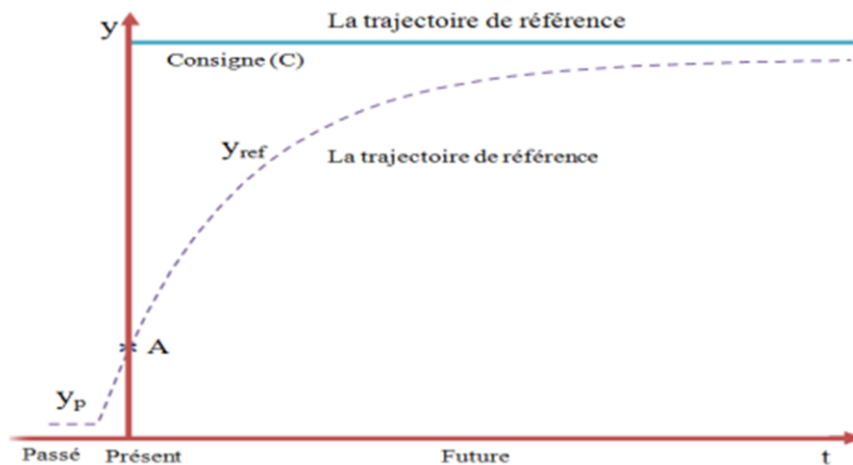 La trajectoire de référence
y
Consigne (C)
yref
La trajectoire de référence
A
yp
Passé Présent Future t